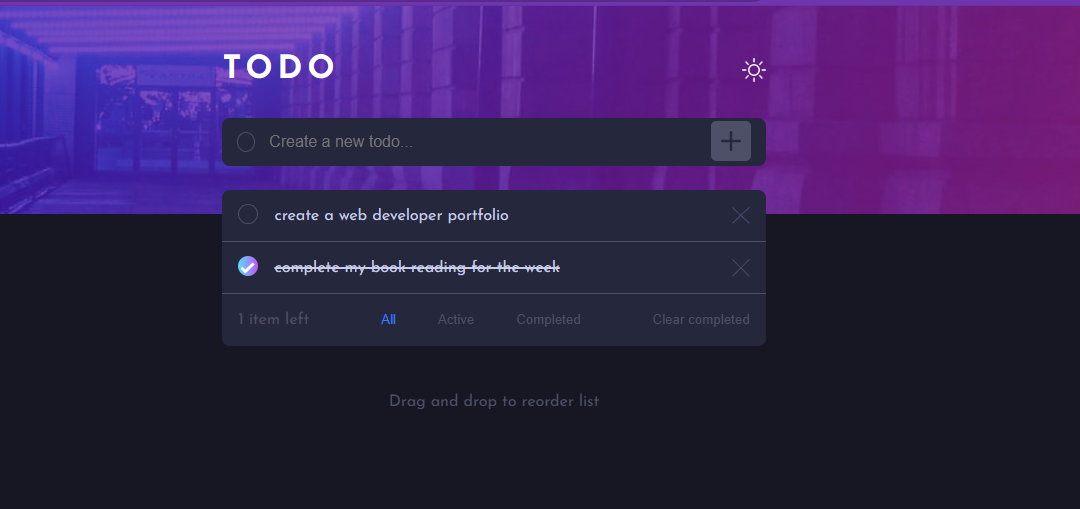 TODO
Create a new todo...
create a web developer portfolio
complete my book reading for the week
1 item left All Active Completed Clear completed
Drag and drop to reorder list